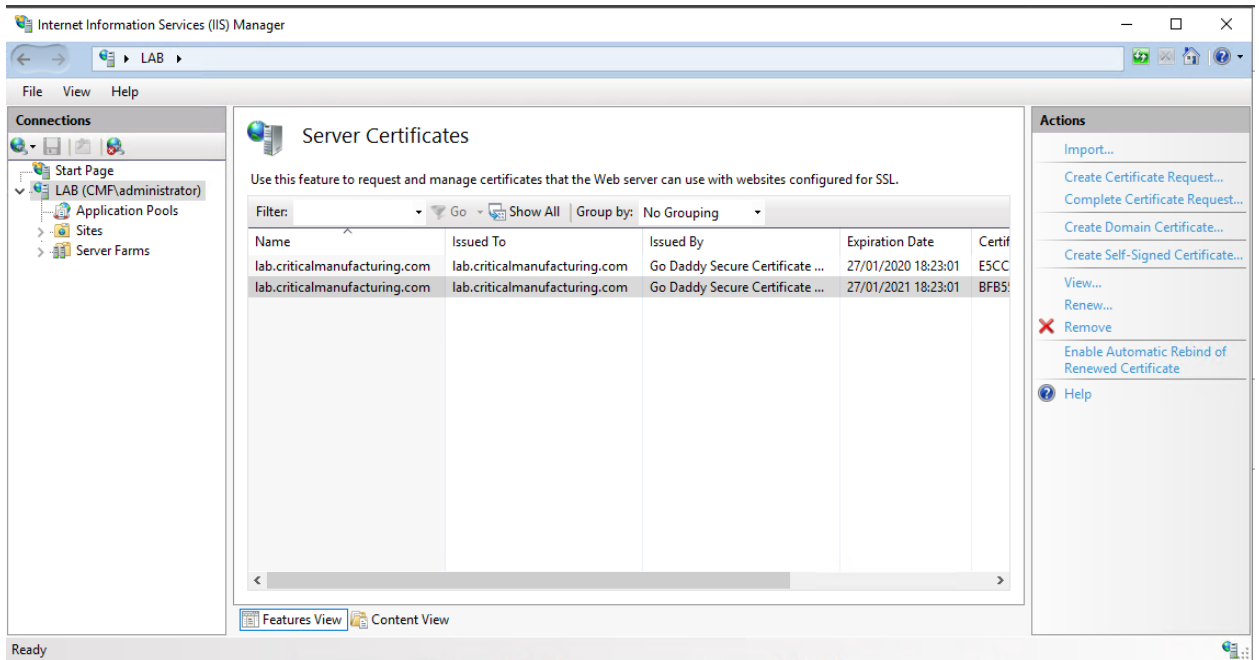 Internet Information Services (IIS) Manager
LAB
File View Help
Connections
Start Page
LAB (CMF\administrator)
Application Pools
Sites
Server Farms
Server Certificates
Use this feature to request and manage certificates that the Web server can use with websites configured for SSL.
Filter: Go Show All Group by: No Grouping
Name Issued To Issued By Expiration Date Certif
lab.criticalmanufacturing.com lab.criticalmanufacturing.com Go Daddy Secure Certificate ... 27/01/2020 18:23:01 E5CC
lab.criticalmanufacturing.com lab.criticalmanufacturing.com Go Daddy Secure Certificate ... 27/01/2021 18:23:01
Features View Content View
Actions
Import...
Create Certificate Request...
Complete Certificate Request...
Create Domain Certificate...
Create Self-Signed Certificate...
View...
Renew...
Remove
Enable Automatic Rebind of
Renewed Certificate
Help
Ready